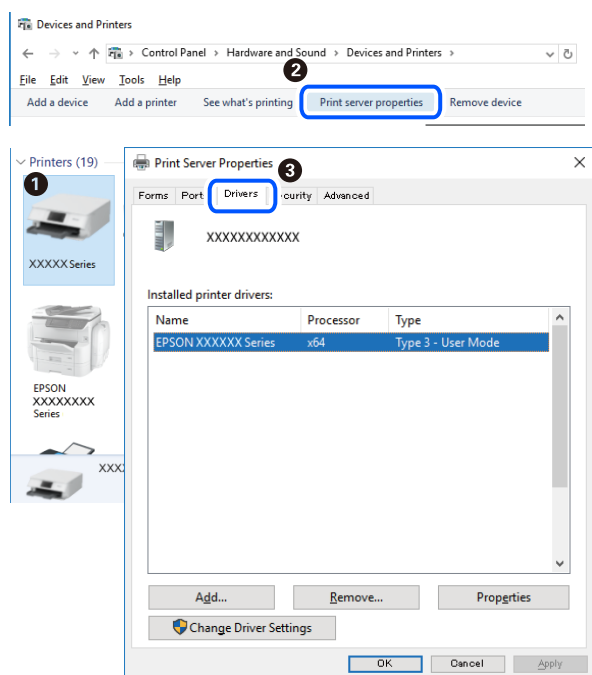 Devices and Printers
Control Panel > Hardware and Sound > Devices and Printers >
2
File Edit View Tools Help
Add a device Add a printer See what's printing Print server properties Remove device
Printers (19)
1
XXXXX Series
EPSON
XXXXXXXX
Series
XXX
Print Server Properties
3
Forms Port Drivers curity Advanced
XXXXXXXXXXXX
Installed printer drivers:
Name Processor Type
EPSON XXXXXX Series x64 Type 3 - User Mode
Add... Remove... Properties
Change Driver Settings
OK Cancel Apply